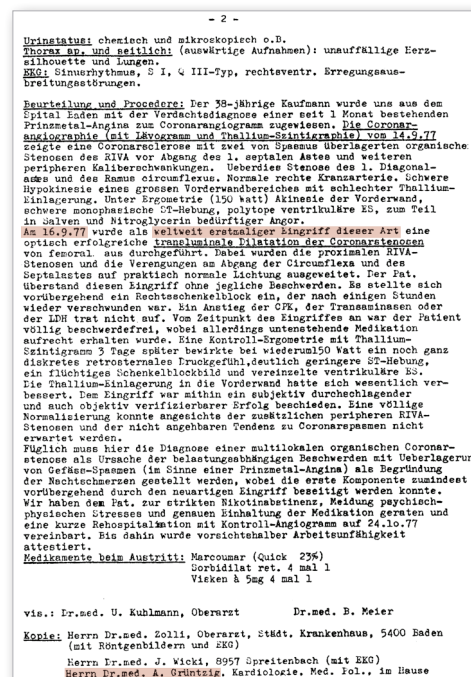 - 2 -
Urinstatus: chemisch und mikroskopisch o.B.
Thorax ap. und seitlich: (auswärtige Aufnahmen): unauffällige Herz-
silhouette und Lungen.
EKG: Sinusrhythmus, S I, Q III-Typ, rechtsventr. Erregungsaus-
breitungsstörungen.
Beurteilung und Procedere: Der 38-jährige Kaufmann wurde uns aus dem
Spital Baden mit der Verdachtsdiagnose einer seit 1 Monat bestehenden
Prinzmetal-Angina zum Coronarangiogramm zugewiesen. Die Coronar-
angiographie (mit Lävogramm und Thallium-Szintigraphie) vom 14.9.77
zeigte eine Coronarsclerose mit zwei von Spasmus überlagerten organische
Stenosen des RIVA vor Abgang des 1. septalen Astes und weiteren
peripheren Kaliberschwankungen. Ueberdies Stenose des 1. Diagonal-
astes und des Ramus circumflexus. Normale rechte Kranzarterie. Schwere
Hypokinesie eines grossen Vorderwandbereiches mit schlechter Thallium-
Einlagerung. Unter Ergometrie (150 Watt) Akinesie der Vorderwand,
schwere monophasische ST-Hebung, polytope ventrikuläre ES, zum Teil
in Salven und Nitroglycerin bedürftiger Angor.
Am 16.9.77 wurde als weltweit erstmaliger Eingriff dieser Art eine
optisch erfolgreiche transluminale Dilatation der Coronarstenosen
von femoral aus durchgeführt. Dabei wurden die proximalen RIVA-
Stenosen und die Verengungen am Abgang der Circumflexa und des
Septalastes auf praktisch normale Lichtung ausgeweitet. Der Pat.
überstand diesen Eingriff ohne jegliche Beschwerden. Es stellte sich
vorübergehend ein Rechtsschenkelblock ein, der nach einigen Stunden
wieder verschwunden war. Ein Anstieg der CPK, der Transaminasen oder
der LDH trat nicht auf. Vom Zeitpunkt des Eingriffes an war der Patient
völlig beschwerdefrei, wobei allerdings untenstehende Medikation
aufrecht erhalten wurde. Eine Kontroll-Ergometrie mit Thallium-
Szintigramm 3 Tage später bewirkte bei wiederum150 Watt ein noch ganz
diskretes retrosternales Druckgefühl,deutlich geringere ST-Hebung,
ein flüchtiges Schenkelblockbild und vereinzelte ventrikuläre ES.
Die Thallium-Einlagerung in die Vorderwand hatte sich wesentlich ver-
bessert. Dem Eingriff war mithin ein subjektiv durchschlagender
und auch objektiv verifizierbarer Erfolg beschieden. Eine völlige
Normalisierung konnte angesichts der zusätzlichen peripheren RIVA-
Stenosen und der nicht angehbaren Tendenz zu Coronarspasmen nicht
erwartet werden.
Füglich muss hier die Diagnose einer multilokalen organischen Coronar-
stenose als Ursache der belastungsabhängigen Beschwerden mit Ueberlagerun
von Gefäss-Spasmen (im Sinne einer Prinzmetal-Angina) als Begründung
der Nachtschmerzen gestellt werden, wobei die erste Komponente zumindest
vorübergehend durch den neuartigen Eingriff beseitigt werden konnte.
Wir haben dem Pat. zur strikten Nikotinabstinenz, Meidung psychisch-
physischen Stresses und genauen Einhaltung der Medikation geraten und
eine kurze Rehospitalisation mit Kontroll-Angiogramm auf 24.10.77
vereinbart. Bis dahin wurde vorsichtshalber Arbeitsunfähigkeit
attestiert.
Medikamente beim Austritt: Marcoumar (Quick 23%)
Sorbidilat ret. 4 mal 1
Visken à 5mg 4 mal 1
vis.: Dr.med. U. Kuhlmann, Oberarzt Dr.med. B. Meier
Kopie: Herrn Dr.med. Zolli, Oberarzt, Städt. Krankenhaus, 5400 Baden
(mit Röntgenbildern und EKG)
Herrn Dr.med. J. Wicki, 8957 Spreitenbach (mit EKG)
Herrn Dr.med. A. Grüntzig, Kardiologie, Med. Pol., im Hause